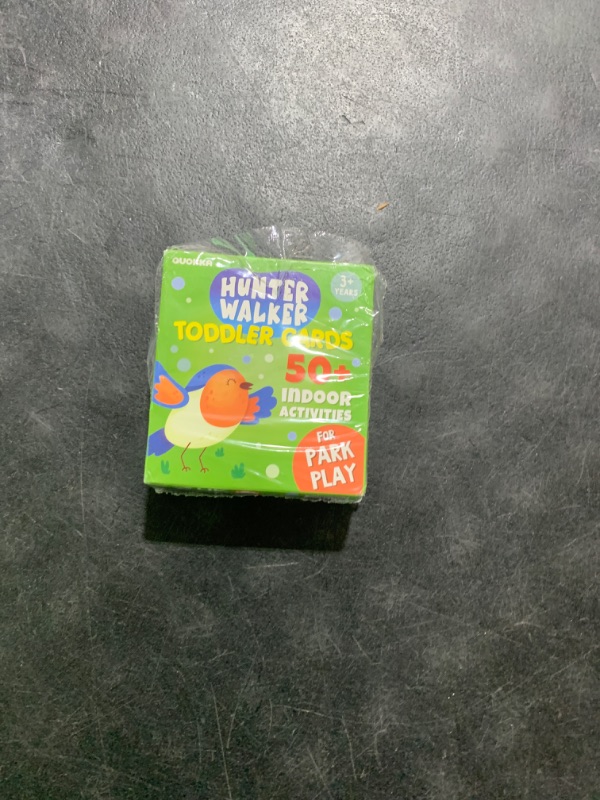 QUOKKA
3+
YEARS
HUNTER
WALKER
TODDLER CARDS
50+
INDOOR
ACTIVITIES
FOR
PARK
PLAY